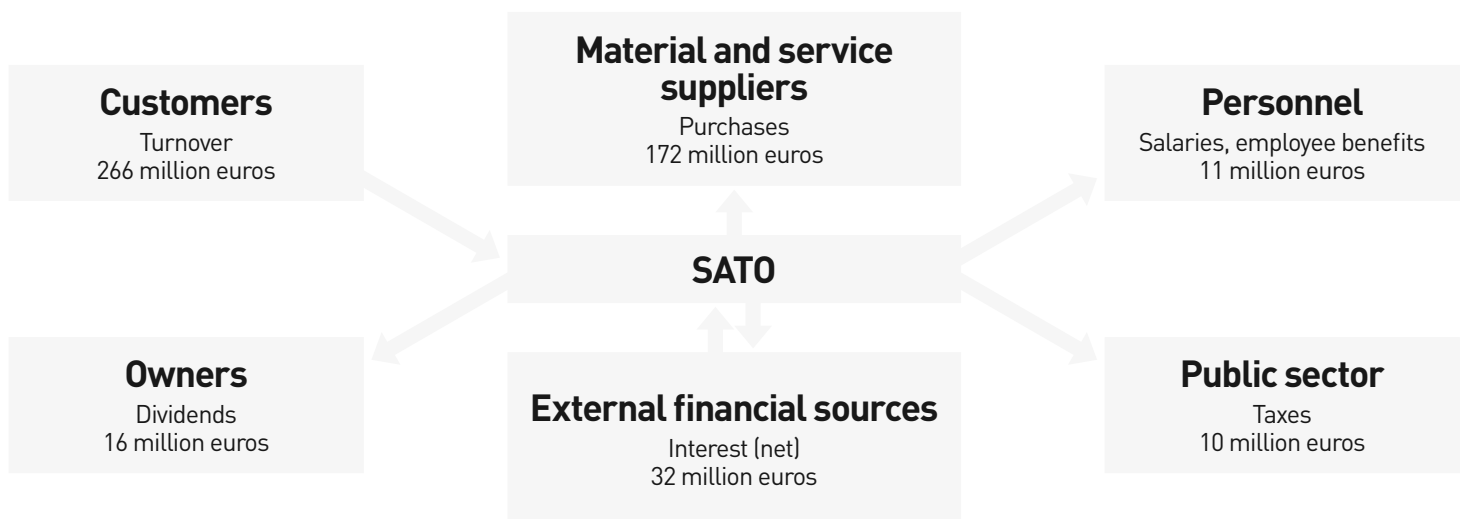 Customers
Turnover
266 million euros
Material and service
suppliers
Purchases
172 million euros
Personnel
Salaries, employee benefits
11 million euros
SATO
Owners
Dividends
16 million euros
External financial sources
Interest (net)
32 million euros
Public sector
Taxes
10 million euros